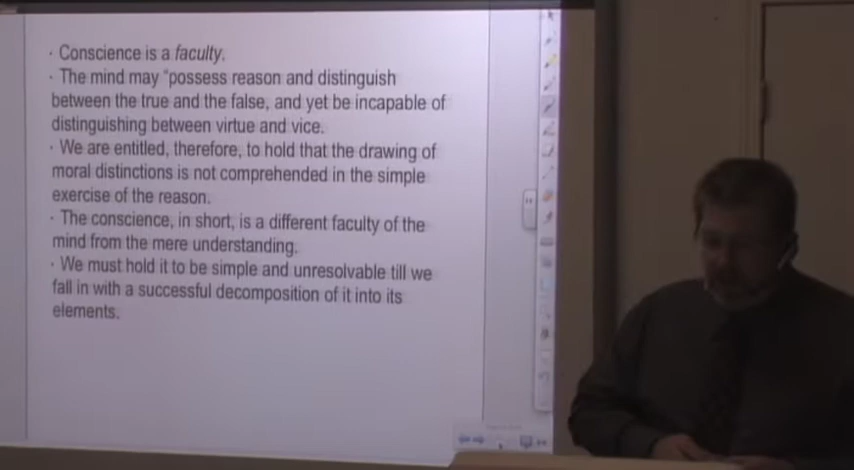 · Conscience is a faculty.
· The mind may "possess reason and distinguish
between the true and the false, and yet be incapable of
distinguishing between virtue and vice.
· We are entitled, therefore, to hold that the drawing of
moral distinctions is not comprehended in the simple
exercise of the reason.
· The conscience, in short, is a different faculty of the
mind from the mere understanding.
· We must hold it to be simple and unresolvable till we
fall in with a successful decomposition of it into its
elements.